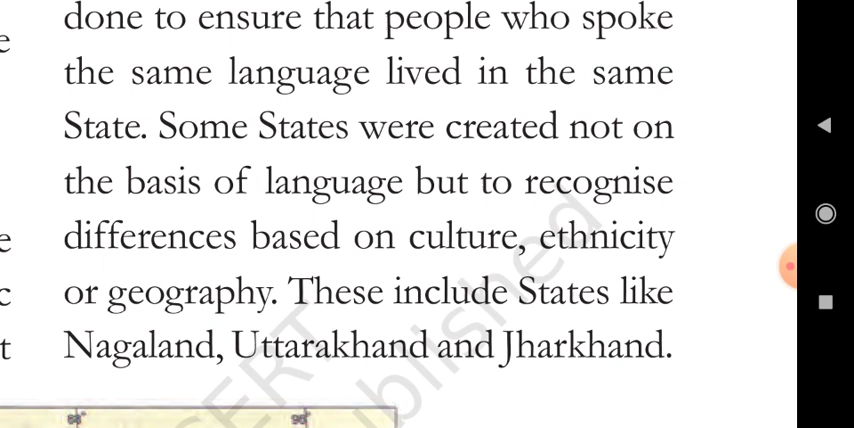 done to ensure that people who spoke
e
the same language lived in the same
State. Some States were created not on
the basis of language but to recognise
e
differences based on culture, ethnicity
c
or geography. These include States like
t
Nagaland, Uttarakhand and Jharkhand.